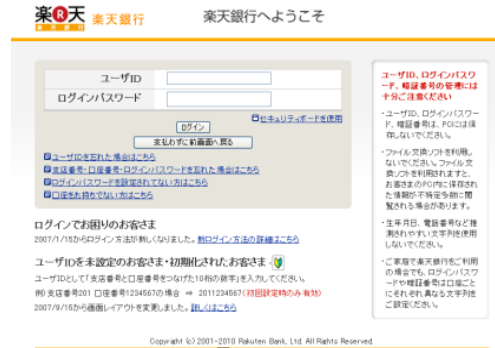 楽天 楽天銀行
楽天銀行へようこそ
ユーザID
ログインパスワード
ログイン
セキュリティボードを使用
支払わずに前画面へ戻る
ユーザIDを忘れた場合はこちら
支店番号・口座番号・ログインパスワードを忘れた場合はこちら
ログインパスワードを設定されてない方はこちら
口座をお持ちでない方はこちら
ログインでお困りのお客さま
2007/1/15からログイン方法が新しくなりました。新ログイン方法の詳細はこちら
ユーザIDを未設定のお客さま・初期化されたお客さま
ユーザIDとして「支店番号と口座番号をつなげた10桁の数字」を入力してください。
例) 支店番号201 口座番号1234567の場合 ⇒ 2011234567(初回設定時のみ有効)
2007/9/15から画面レイアウトを変更しました。詳しくはこちら
ユーザID、ログインパスワ
ード、暗証番号の管理には
十分ご注意ください
・ユーザID、ログインパスワー
ド、暗証番号は、PCには保
存しないでください。
・ファイル交換ソフトを利用し
ないでください。ファイル交
換ソフトを利用されますと、
お客さまのPC内に保存され
た情報が不特定多数に閲
覧される場合があります。
・生年月日、電話番号など推
測されやすい文字列を使用
しないでください。
・ご家庭で楽天銀行をご利用
の場合でも、ログインパスワ
ードや暗証番号は口座ごと
にそれぞれ異なる文字列を
ご設定ください。
Copyright (c) 2001-2010 Rakuten Bank, Ltd. All Rights Reserved.